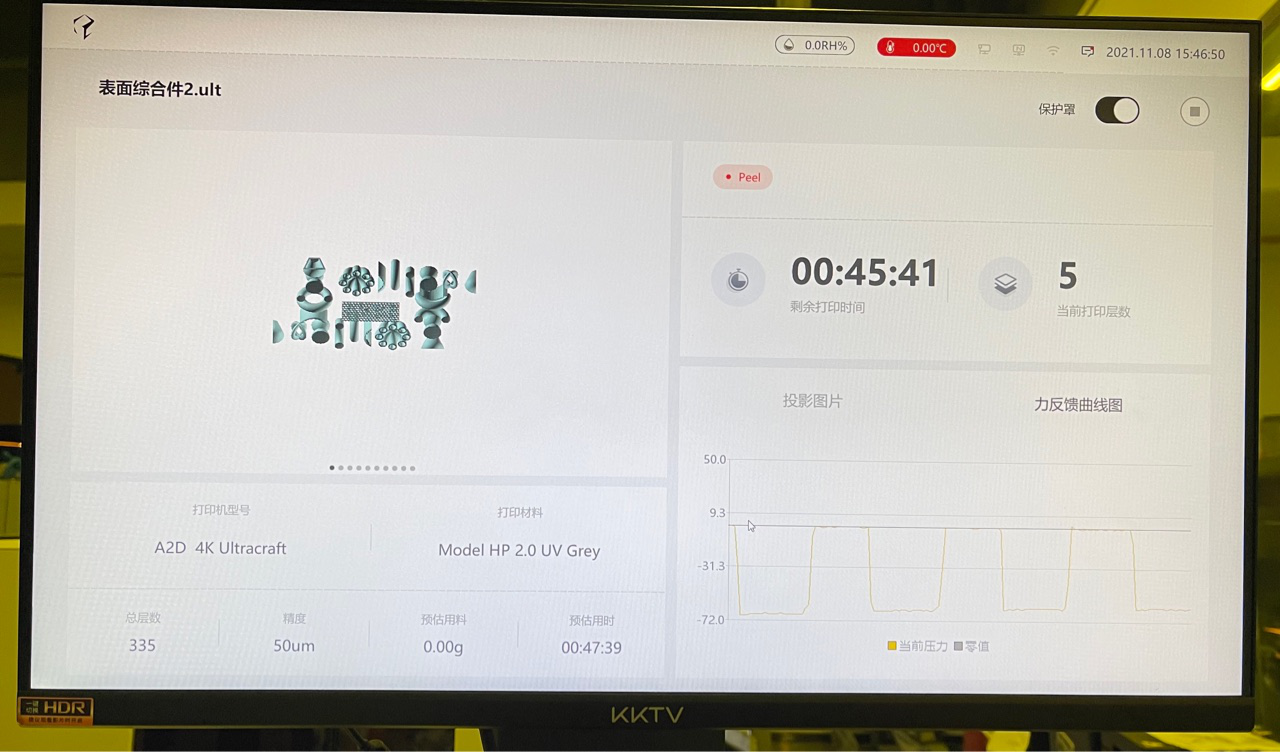 0.0RH%
0.00℃
2021.11.08 15:46:50
表面综合件2.ult
保护罩
Peel
00:45:41
剩余打印时间
5
当前打印层数
投影图片
力反馈曲线图
50.0
9.3
-31.3
-72.0
当前压力
零值
打印机型号
A2D 4K Ultracraft
打印材料
Model HP 2.0 UV Grey
总层数
335
精度
50um
预估用料
0.00g
预估用时
00:47:39
HDR
KKTV